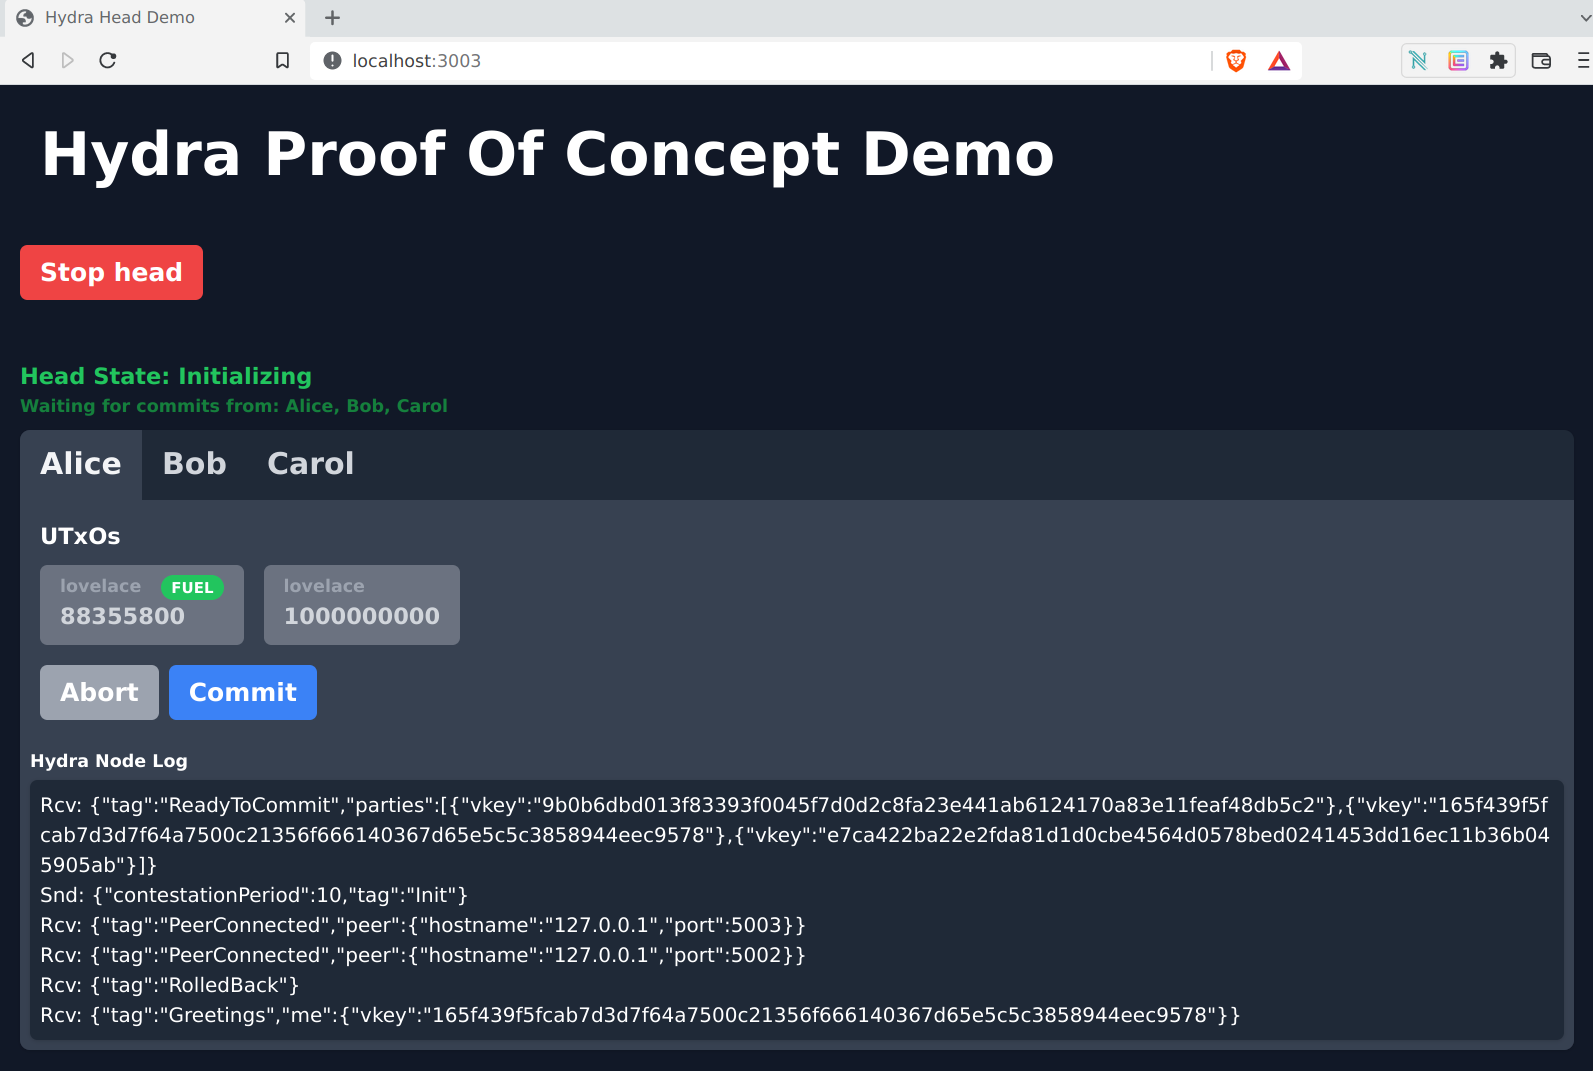 Hydra Head Demo
localhost:3003
Hydra Proof Of Concept Demo
Stop head
Head State: Initializing
Waiting for commits from: Alice, Bob, Carol
Alice Bob Carol
UTxOs
lovelace FUEL lovelace
88355800 1000000000
Abort Commit
Hydra Node Log
Rcv: {"tag":"ReadyToCommit","parties":[{"vkey":"9b0b6dbd013f83393f0045f7d0d2c8fa23e441ab6124170a83e11feaf48db5c2"},{"vkey":"165f439f5f
cab7d3d7f64a7500c21356f666140367d65e5c5c3858944eec9578"},{"vkey":"e7ca422ba22e2fda81d1d0cbe4564d0578bed0241453dd16ec11b36b04
5905ab"}]}
Snd: {"contestationPeriod":10,"tag":"Init"}
Rcv: {"tag":"PeerConnected","peer":{"hostname":"127.0.0.1","port":5003}}
Rcv: {"tag":"PeerConnected","peer":{"hostname":"127.0.0.1","port":5002}}
Rcv: {"tag":"RolledBack"}
Rcv: {"tag":"Greetings","me":{"vkey":"165f439f5fcab7d3d7f64a7500c21356f666140367d65e5c5c3858944eec9578"}}